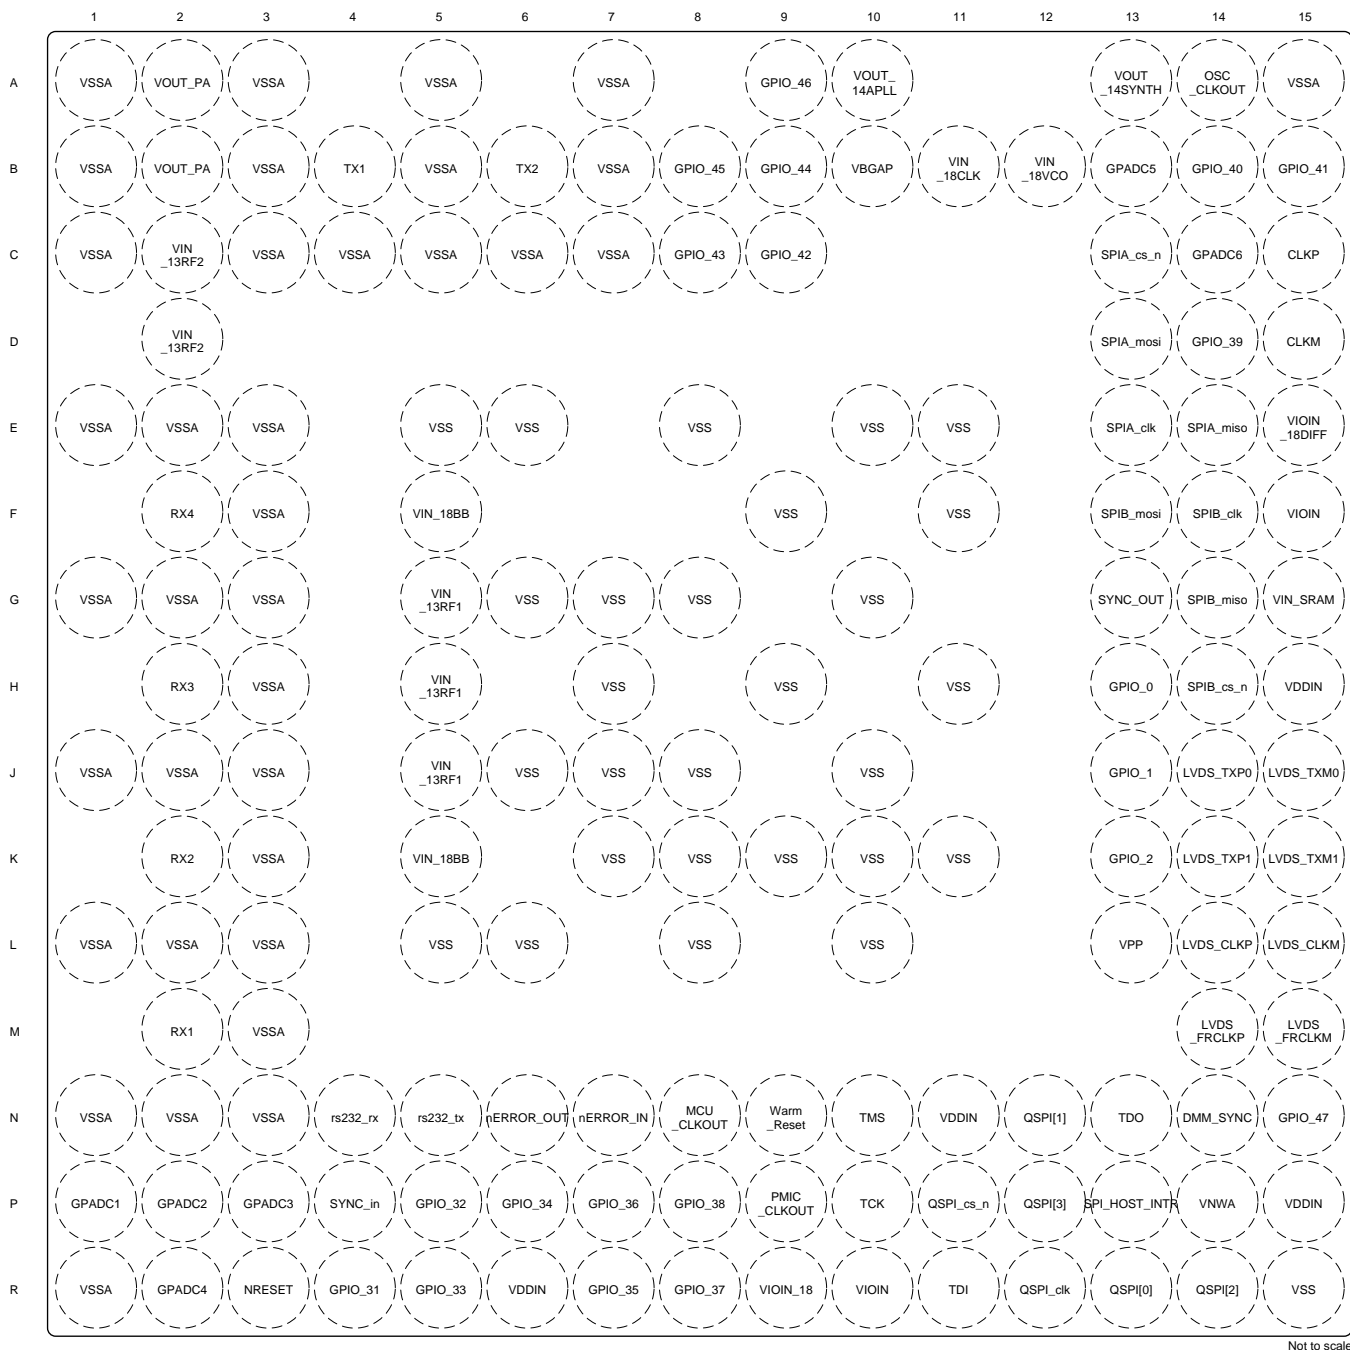 1 2 3 4 5 6 7 8 9 10 11 12 13 14 15
A VSSA VOUT_PA VSSA VSSA VSSA GPIO_46 VOUT_ 14APLL VOUT _14SYNTH OSC _CLKOUT VSSA
B VSSA VOUT_PA VSSA TX1 VSSA TX2 VSSA GPIO_45 GPIO_44 VBGAP VIN _18CLK VIN _18VCO GPADC5 GPIO_40 GPIO_41
C VSSA VIN _13RF2 VSSA VSSA VSSA VSSA VSSA GPIO_43 GPIO_42 SPIA_cs_n GPADC6 CLKP
D VIN _13RF2 SPIA_mosi GPIO_39 CLKM
E VSSA VSSA VSSA VSS VSS VSS VSS VSS SPIA_clk SPIA_miso VIOIN _18DIFF
F RX4 VSSA VIN_18BB VSS VSS SPIB_mosi SPIB_clk VIOIN
G VSSA VSSA VSSA VIN _13RF1 VSS VSS VSS VSS SYNC_OUT SPIB_miso VIN_SRAM
H RX3 VSSA VIN _13RF1 VSS VSS VSS GPIO_0 SPIB_cs_n VDDIN
J VSSA VSSA VSSA VIN _13RF1 VSS VSS VSS VSS GPIO_1 LVDS_TXP0 LVDS_TXM0
K RX2 VSSA VIN_18BB VSS VSS VSS VSS VSS GPIO_2 LVDS_TXP1 LVDS_TXM1
L VSSA VSSA VSSA VSS VSS VSS VSS VPP LVDS_CLKP LVDS_CLKM
M RX1 VSSA LVDS _FRCLKP LVDS _FRCLKM
N VSSA VSSA VSSA rs232_rx rs232_tx nERROR_OUT nERROR_IN MCU _CLKOUT Warm _Reset TMS VDDIN QSPI[1] TDO DMM_SYNC GPIO_47
P GPADC1 GPADC2 GPADC3 SYNC_in GPIO_32 GPIO_34 GPIO_36 GPIO_38 PMIC _CLKOUT TCK QSPI_cs_n QSPI[3] SPI_HOST_INTR VNWA VDDIN
R VSSA GPADC4 NRESET GPIO_31 GPIO_33 VDDIN GPIO_35 GPIO_37 VIOIN_18 VIOIN TDI QSPI_clk QSPI[0] QSPI[2] VSS
Not to scale